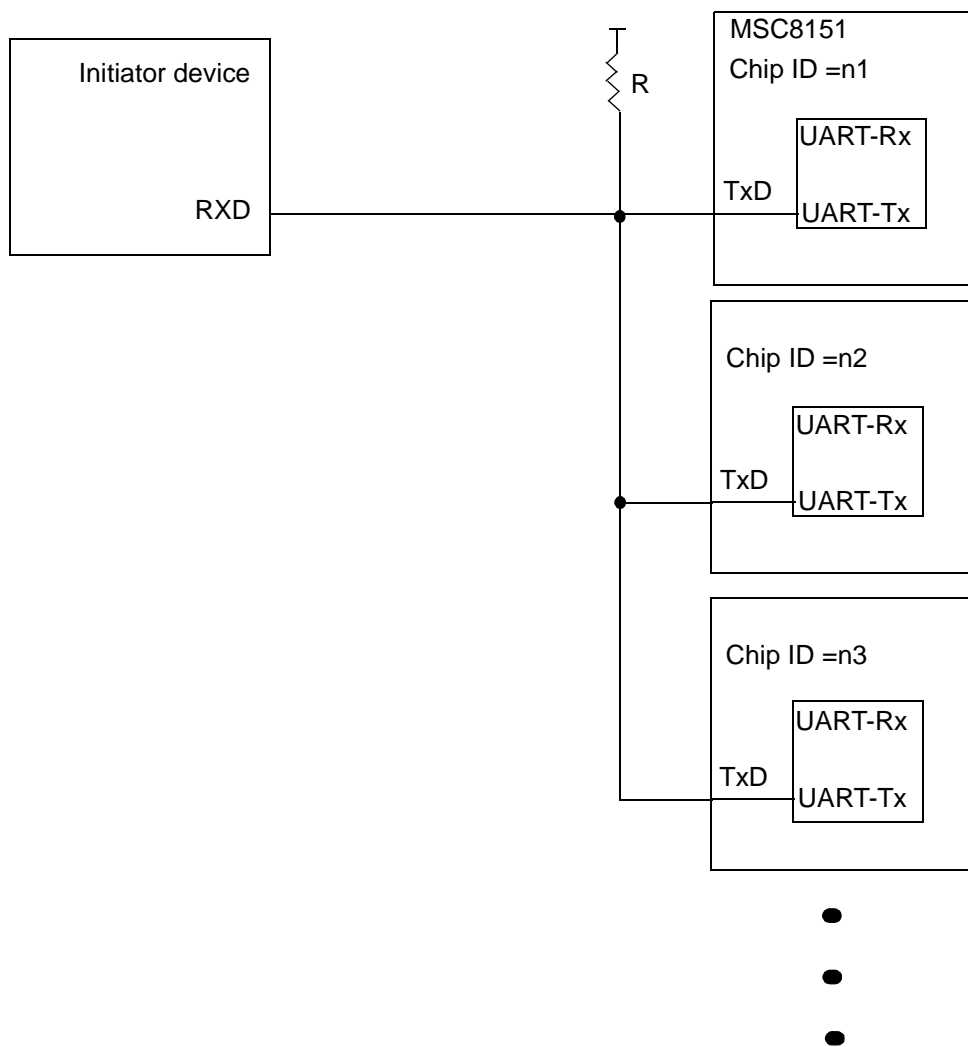 Initiator device
RXD
R
MSC8151
Chip ID =n1
UART-Rx
TxD
UART-Tx
Chip ID =n2
UART-Rx
TxD
UART-Tx
Chip ID =n3
UART-Rx
TxD
UART-Tx